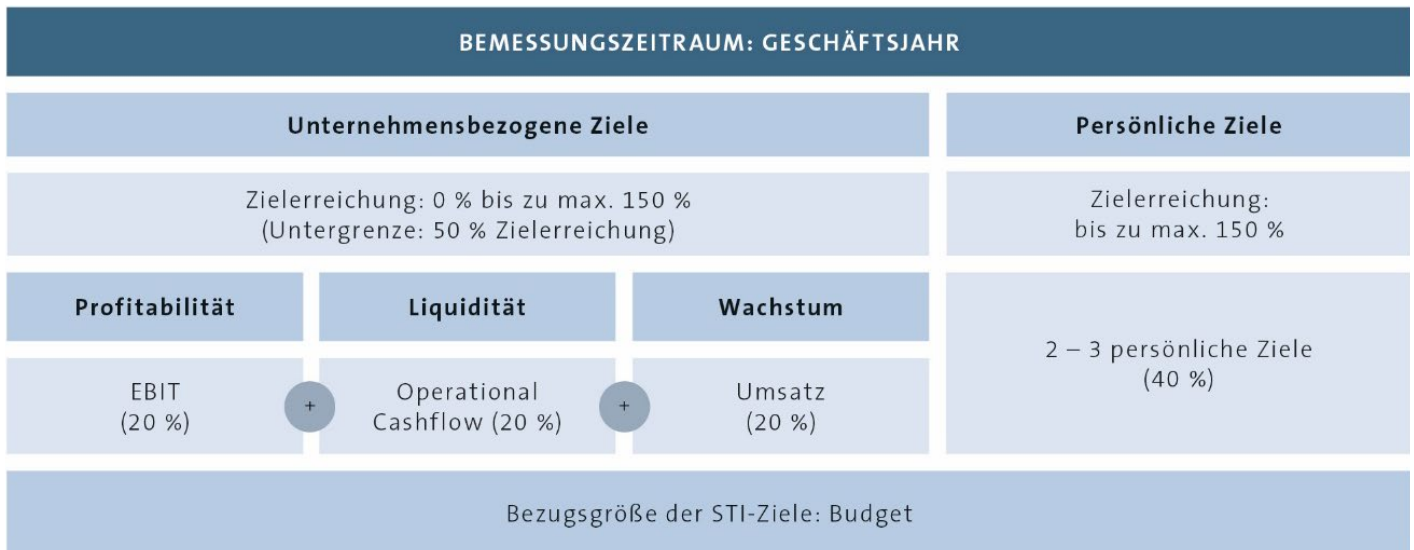 BEMESSUNGSZEITRAUM: GESCHÄFTSJAHR
Unternehmensbezogene Ziele
Persönliche Ziele
Zielerreichung: 0 % bis zu max. 150 %
(Untergrenze: 50 % Zielerreichung)
Zielerreichung:
bis zu max. 150 %
Profitabilität
Liquidität
Wachstum
EBIT
(20 %)
+
Operational
Cashflow (20 %)
+
Umsatz
(20 %)
2 – 3 persönliche Ziele
(40 %)
Bezugsgröße der STI-Ziele: Budget